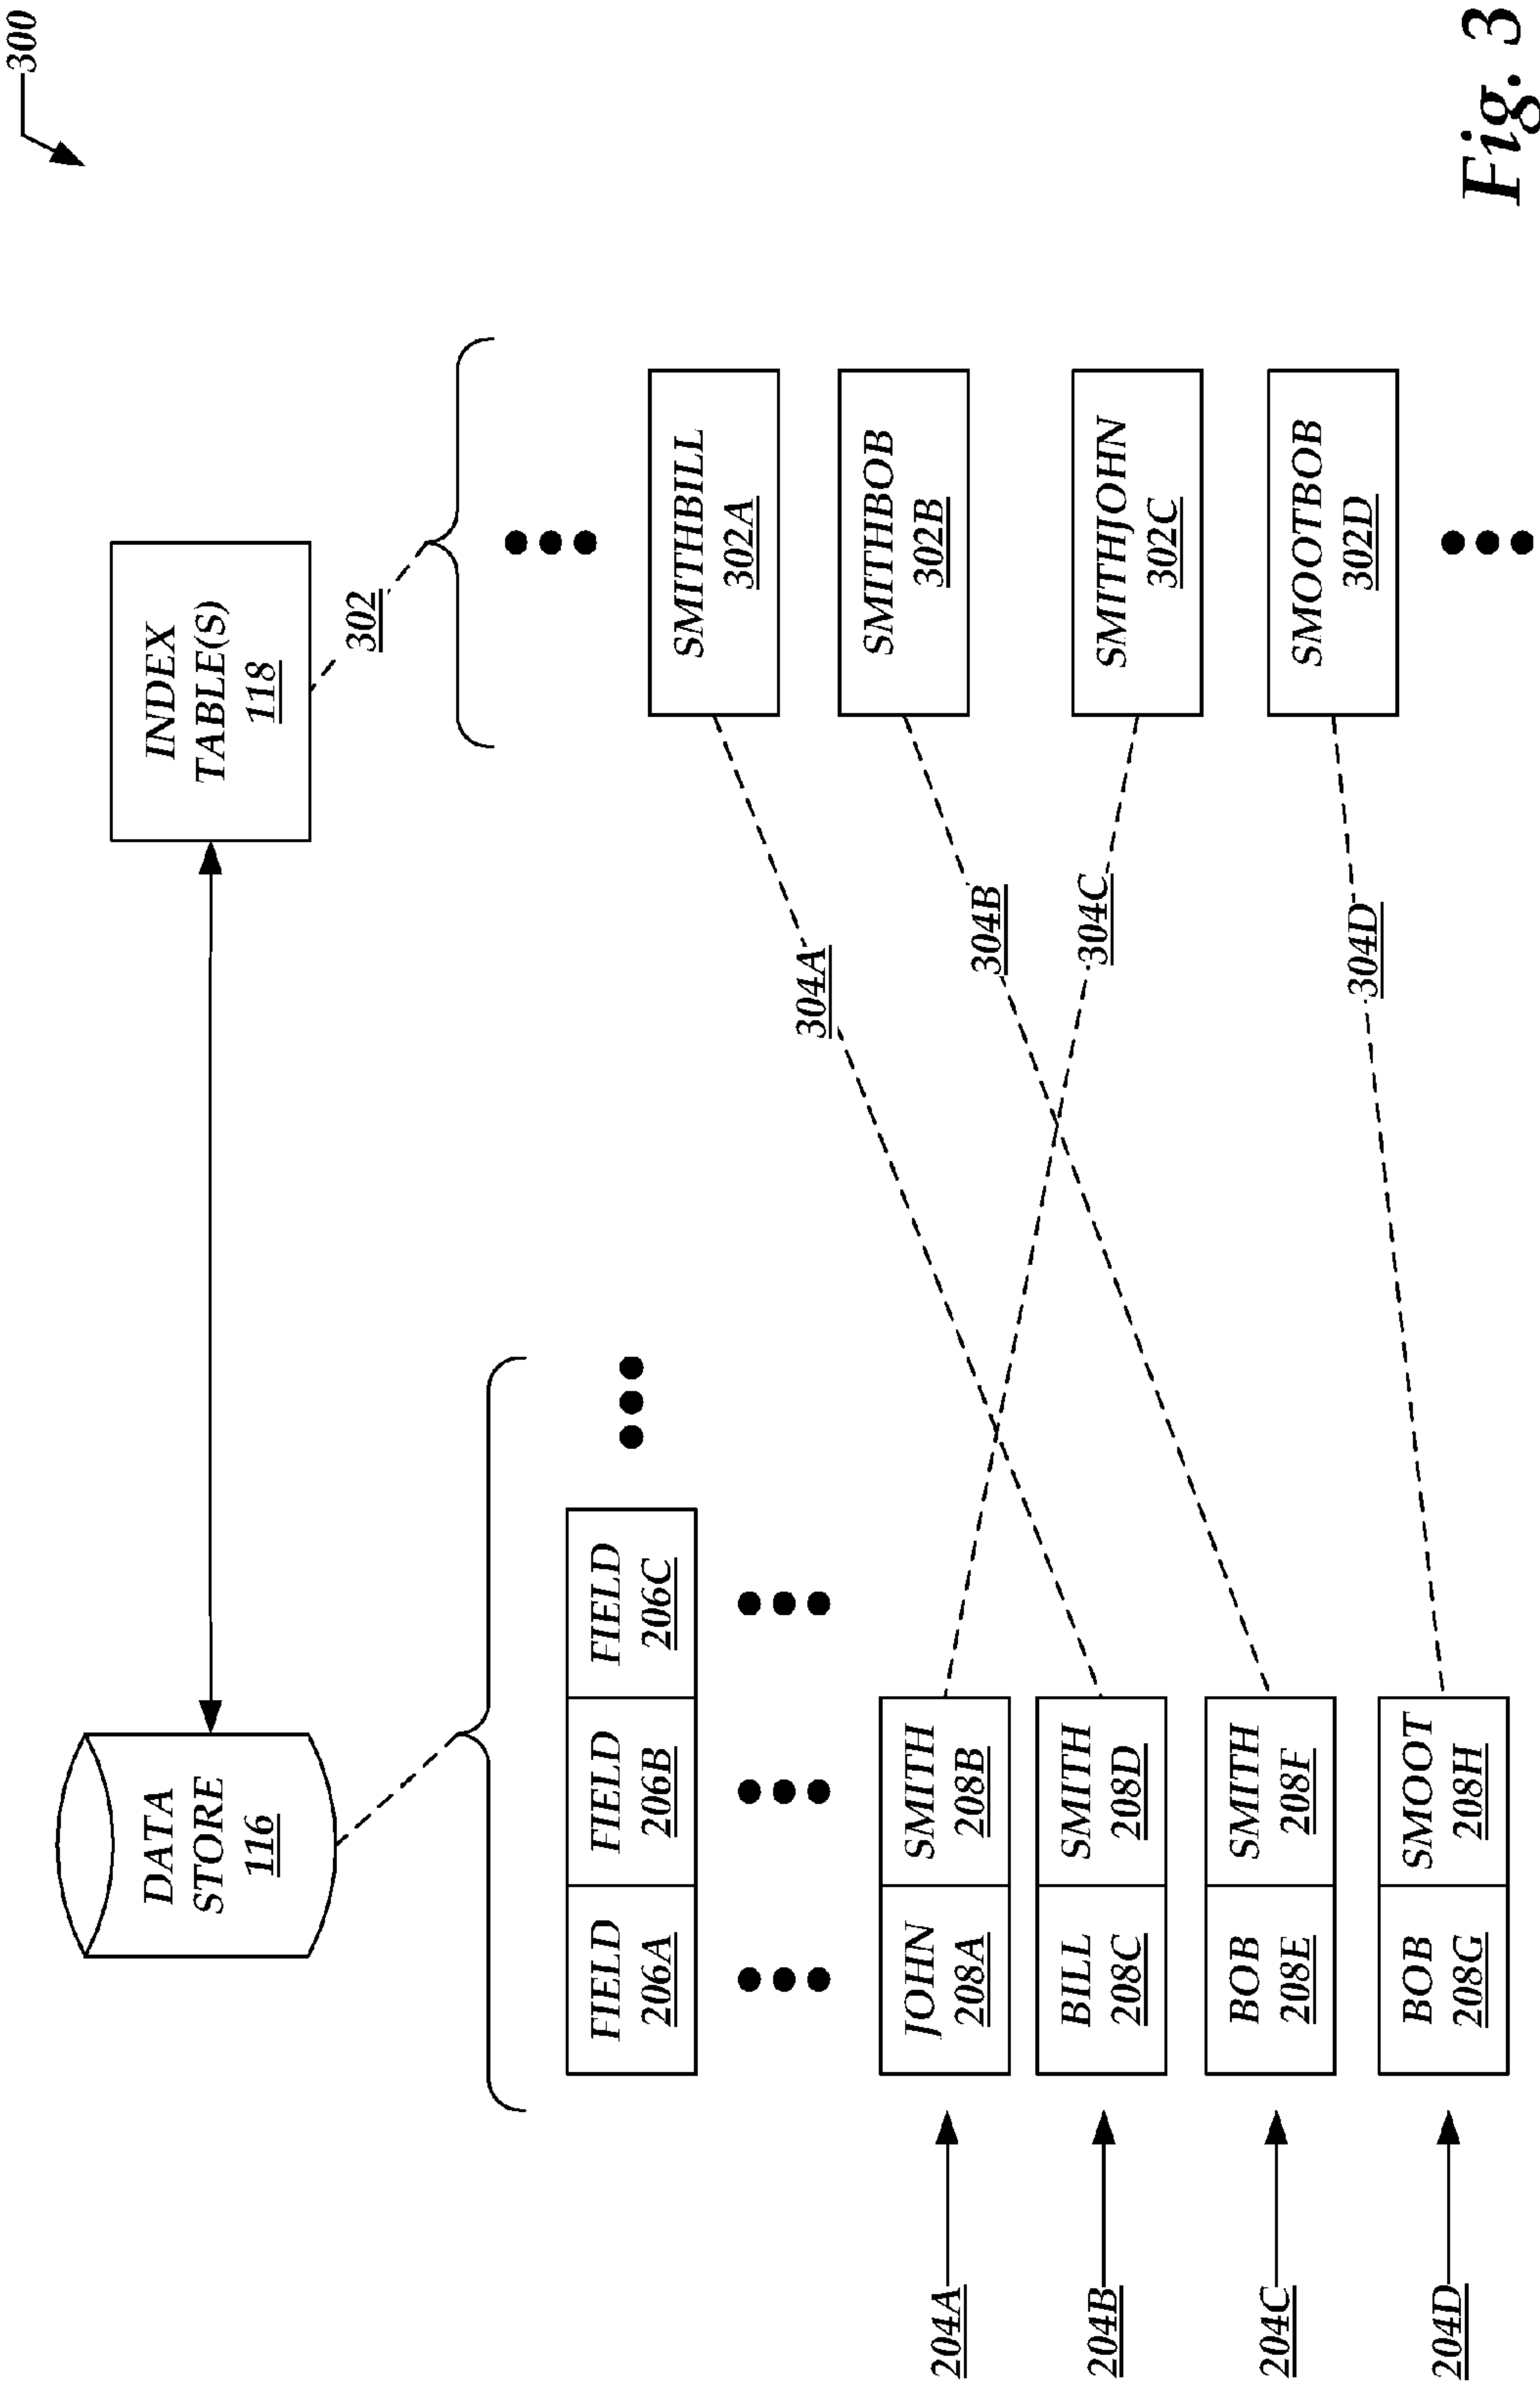 300
DATA
STORE
116
INDEX
TABLE(S)
118
302
FIELD
206A
FIELD
206B
FIELD
206C
204A
JOHN
208A
SMITH
208B
204B
BILL
208C
SMITH
208D
204C
BOB
208E
SMITH
208F
204D
BOB
208G
SMOOT
208H
304A
304B
304C
304D
SMITHBILL
302A
SMITHBOB
302B
SMITHJOHN
302C
SMOOTBOB
302D
Fig. 3